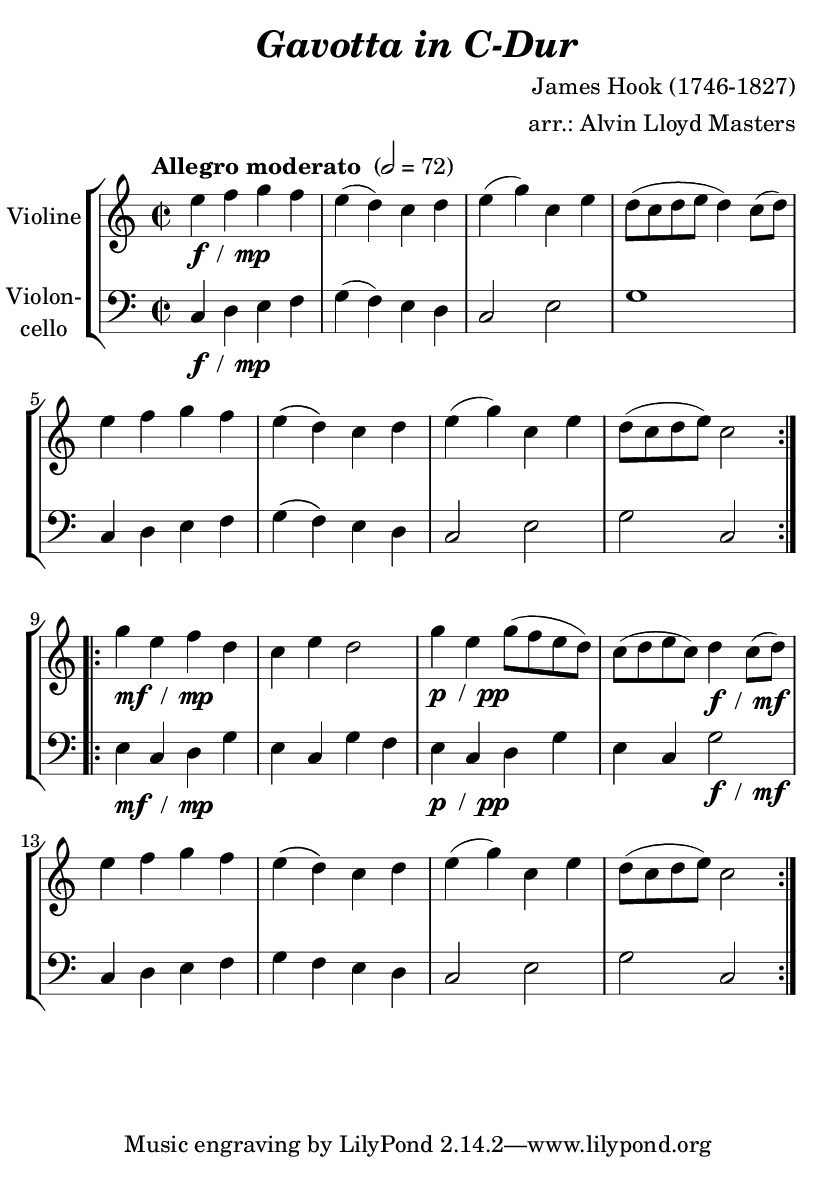 Gavotta in C-Dur
James Hook (1746-1827)
arr.: Alvin Lloyd Masters
Allegro moderato (𝅗𝅥 = 72)
Violine
f / mp
Violon-
cello
f / mp
5
9
mf / mp
p / pp
f / mf
mf / mp
p / pp
f / mf
13
Music engraving by LilyPond 2.14.2—www.lilypond.org